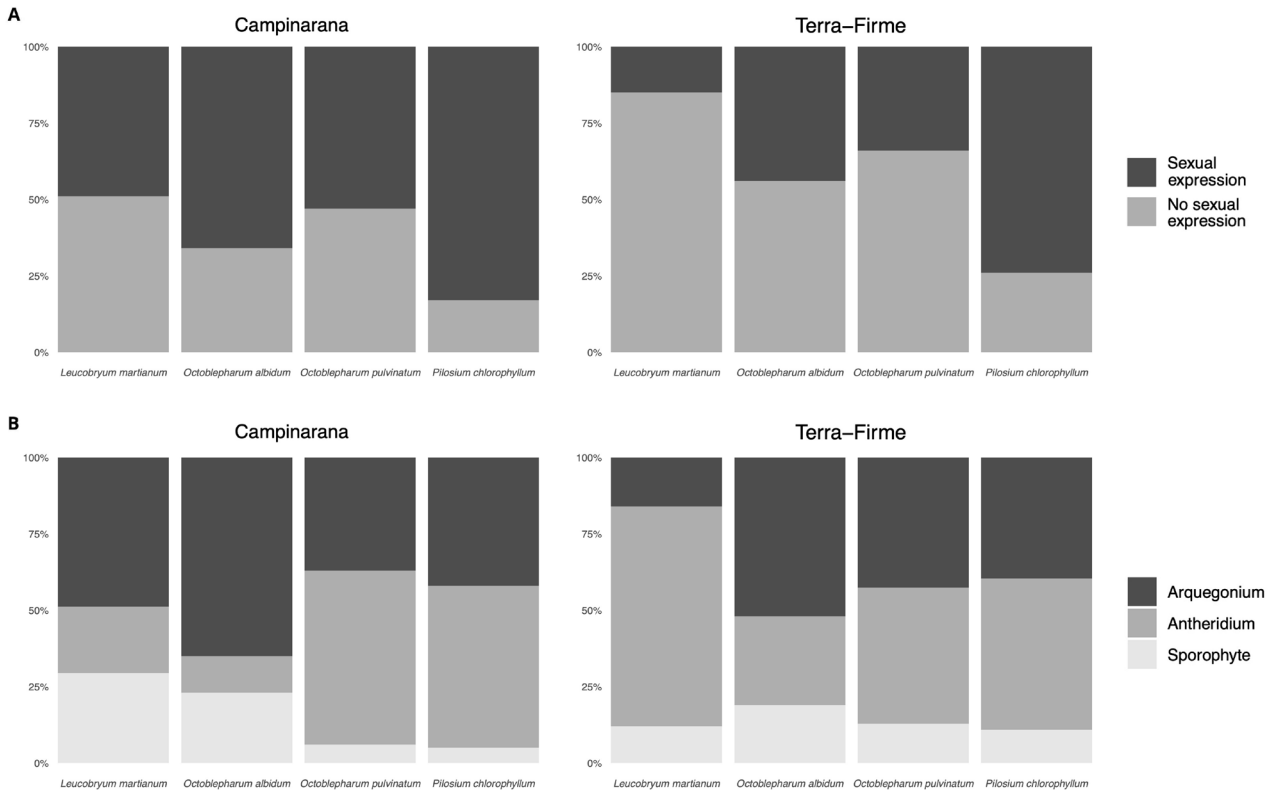 A
Campinarana
Terra-Firme
100%
75%
50%
25%
0%
Leucobryum martianum
Octoblepharum albidum
Octoblepharum pulvinatum
Pilosium chlorophyllum
100%
75%
50%
25%
0%
Leucobryum martianum
Octoblepharum albidum
Octoblepharum pulvinatum
Pilosium chlorophyllum
Sexual
expression
No sexual
expression
B
Campinarana
Terra-Firme
100%
75%
50%
25%
0%
Leucobryum martianum
Octoblepharum albidum
Octoblepharum pulvinatum
Pilosium chlorophyllum
100%
75%
50%
25%
0%
Leucobryum martianum
Octoblepharum albidum
Octoblepharum pulvinatum
Pilosium chlorophyllum
Arquegonium
Antheridium
Sporophyte